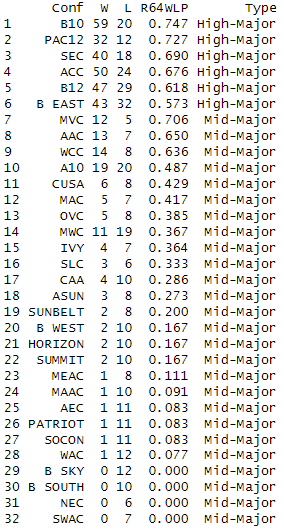 Conf W L R64WLP Type
1 B10 59 20 0.747 High-Major
2 PAC12 32 12 0.727 High-Major
3 SEC 40 18 0.690 High-Major
4 ACC 50 24 0.676 High-Major
5 B12 47 29 0.618 High-Major
6 B EAST 43 32 0.573 High-Major
7 MVC 12 5 0.706 Mid-Major
8 AAC 13 7 0.650 Mid-Major
9 WCC 14 8 0.636 Mid-Major
10 A10 19 20 0.487 Mid-Major
11 CUSA 6 8 0.429 Mid-Major
12 MAC 5 7 0.417 Mid-Major
13 OVC 5 8 0.385 Mid-Major
14 MWC 11 19 0.367 Mid-Major
15 IVY 4 7 0.364 Mid-Major
16 SLC 3 6 0.333 Mid-Major
17 CAA 4 10 0.286 Mid-Major
18 ASUN 3 8 0.273 Mid-Major
19 SUNBELT 2 8 0.200 Mid-Major
20 B WEST 2 10 0.167 Mid-Major
21 HORIZON 2 10 0.167 Mid-Major
22 SUMMIT 2 10 0.167 Mid-Major
23 MEAC 1 8 0.111 Mid-Major
24 MAAC 1 10 0.091 Mid-Major
25 AEC 1 11 0.083 Mid-Major
26 PATRIOT 1 11 0.083 Mid-Major
27 SOCON 1 11 0.083 Mid-Major
28 WAC 1 12 0.077 Mid-Major
29 B SKY 0 12 0.000 Mid-Major
30 B SOUTH 0 10 0.000 Mid-Major
31 NEC 0 6 0.000 Mid-Major
32 SWAC 0 7 0.000 Mid-Major